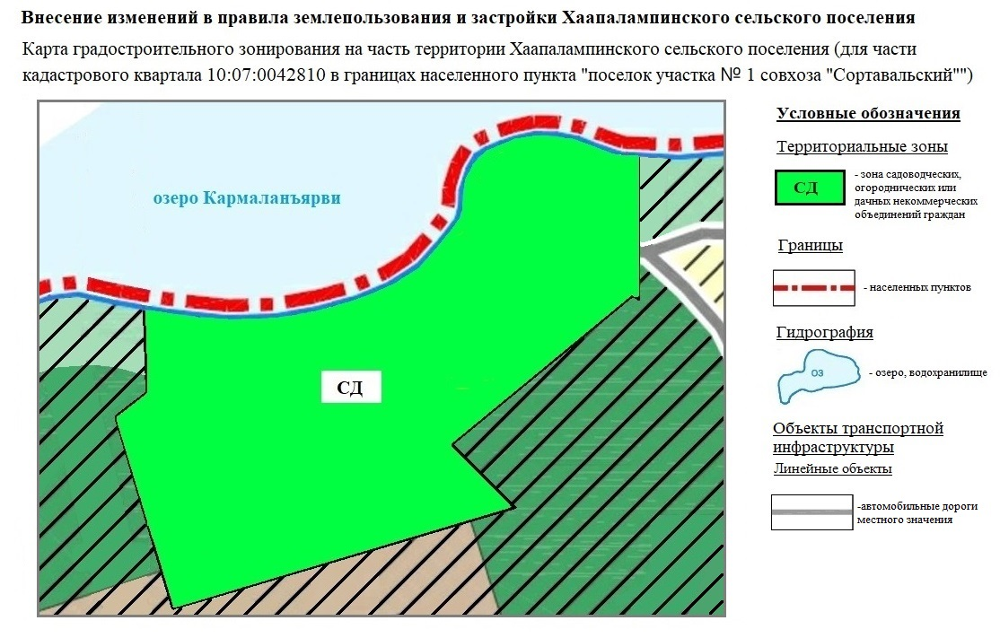 Внесение изменений в правила землепользования и застройки Хаапалампинского сельского поселения
Карта градостроительного зонирования на часть территории Хаапалампинского сельского поселения (для части
кадастрового квартала 10:07:0042810 в границах населенного пункта "поселок участка № 1 совхоза "Сортавальский"")
озеро Кармаланъярви
СД
Условные обозначения
Территориальные зоны
СД
- зона садоводческих,
огороднических или
дачных некоммерческих
объединений граждан
Границы
- населенных пунктов
Гидрография
ОЗ
- озеро, водохранилище
Объекты транспортной
инфраструктуры
Линейные объекты
-автомобильные дороги
местного значения